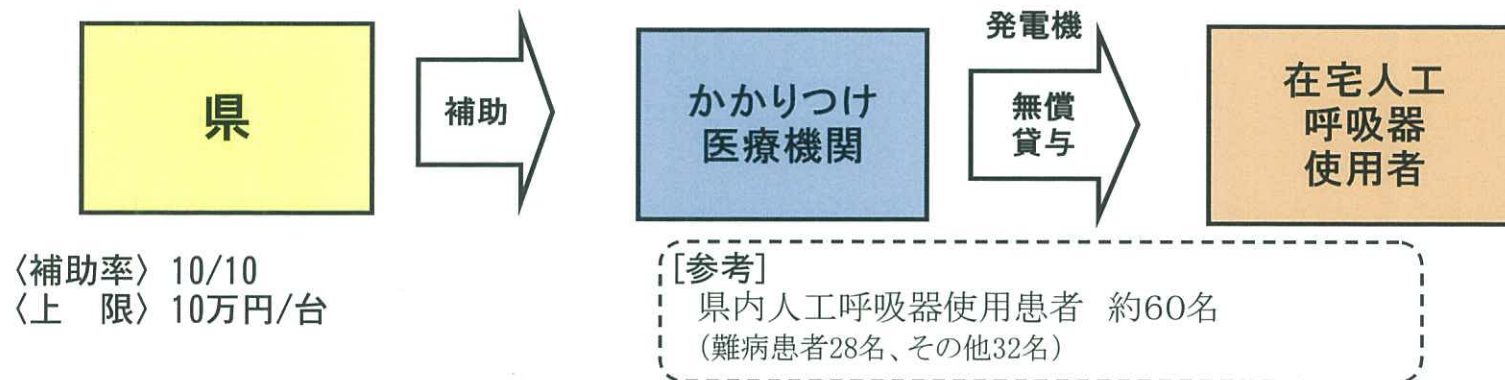 県
補助
かかりつけ
医療機関
発電機
無償
貸与
在宅人工
呼吸器
使用者
〈補助率〉 10/10
〈上　限〉 10万円/台
[参考]
県内人工呼吸器使用患者　約60名
（難病患者28名、その他32名）